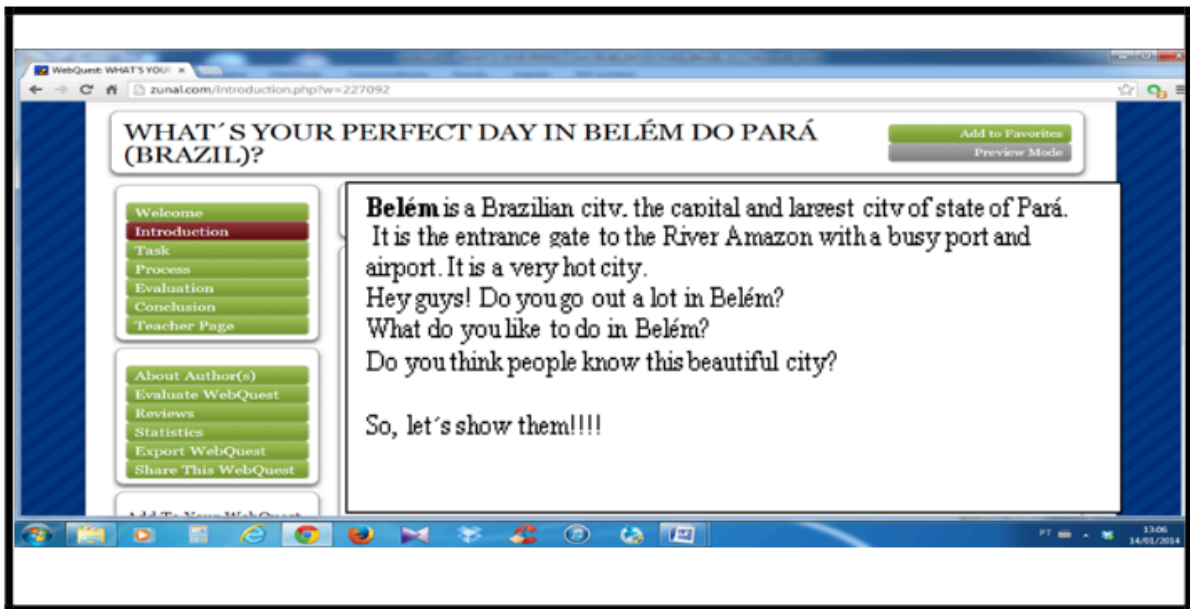 WebQuest: WHAT'S YOU
zunal.com/introduction.php?w=227092
WHAT´S YOUR PERFECT DAY IN BELÉM DO PARÁ
(BRAZIL)?
Add to Favorites
Preview Mode
Welcome
Introduction
Task
Process
Evaluation
Conclusion
Teacher Page
About Author(s)
Evaluate WebQuest
Reviews
Statistics
Export WebQuest
Share This WebQuest
Add To Your WebQuest
Belém is a Brazilian city, the capital and largest city of state of Pará.
It is the entrance gate to the River Amazon with a busy port and
airport. It is a very hot city.
Hey guys! Do you go out a lot in Belém?
What do you like to do in Belém?
Do you think people know this beautiful city?
So, let´s show them!!!!
PT
13:06
14/01/2014